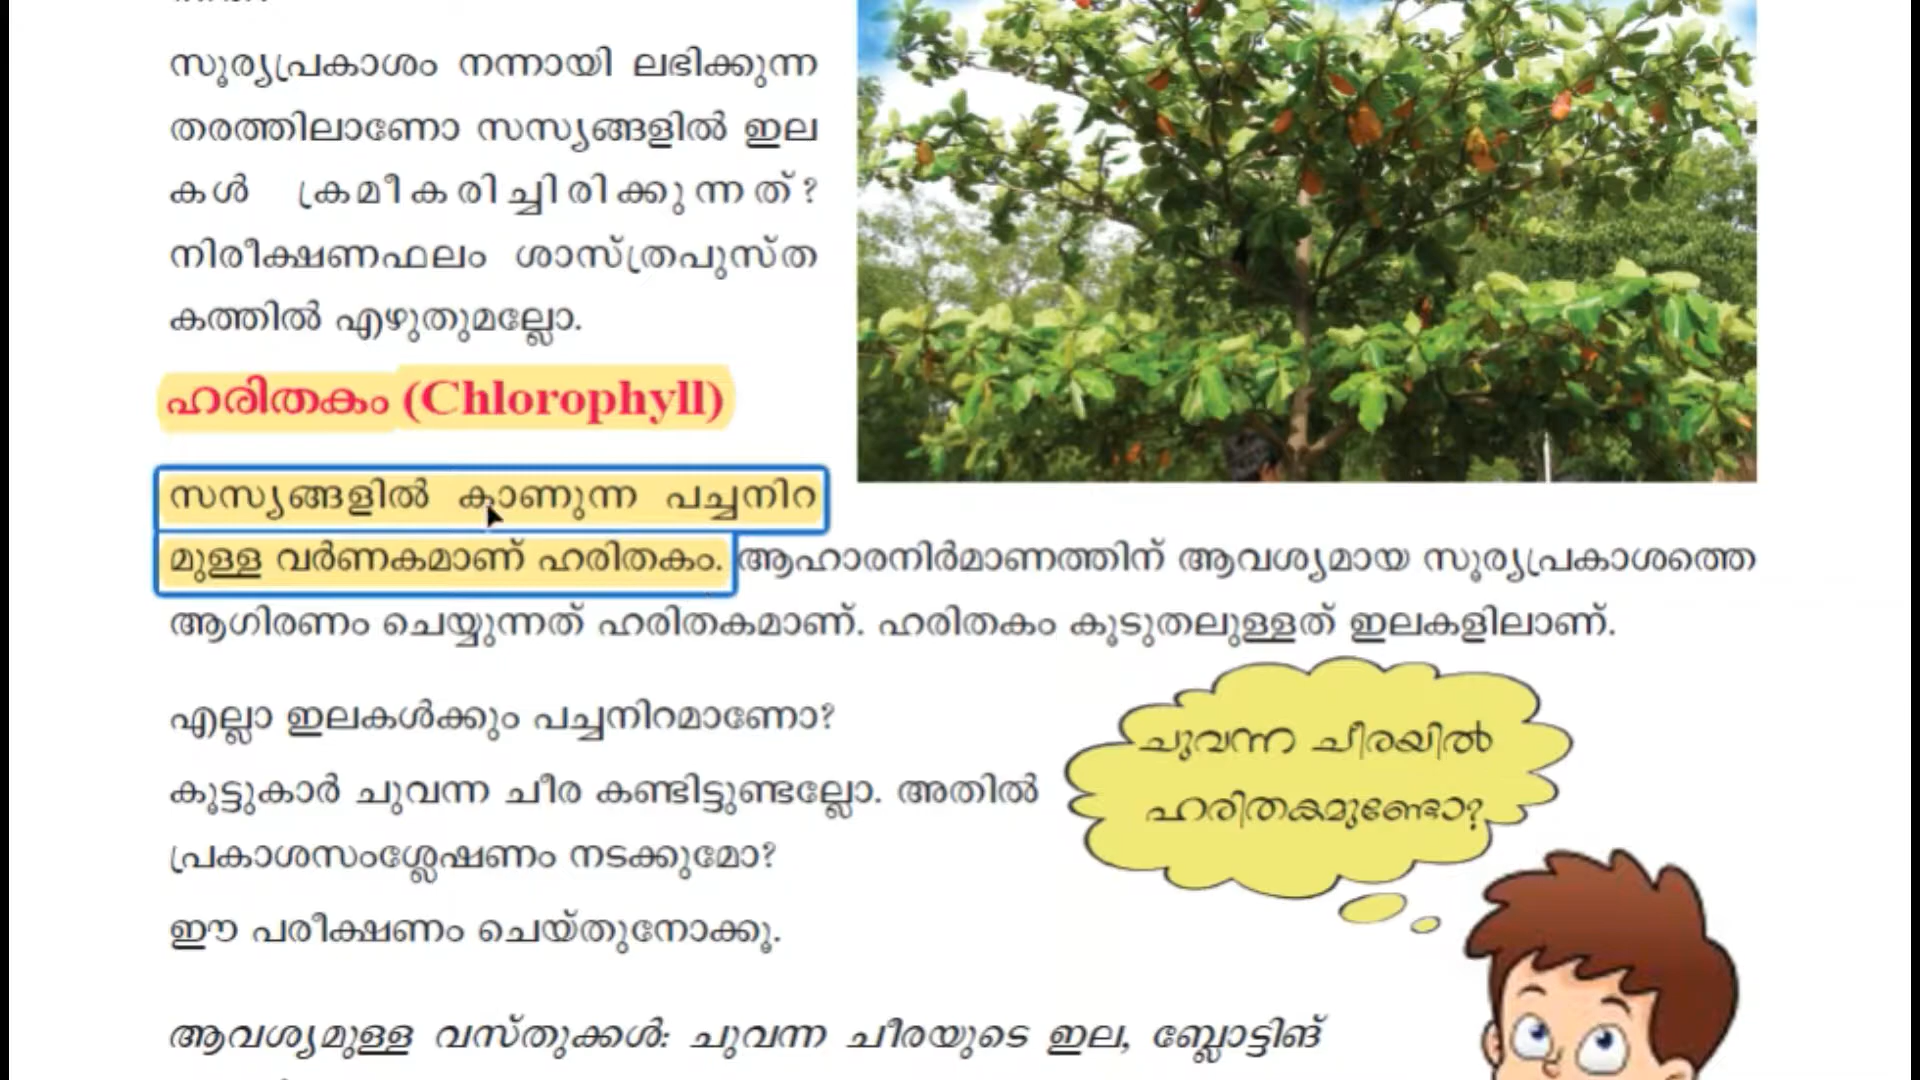 സൂര്യപ്രകാശം നന്നായി ലഭിക്കുന്ന
തരത്തിലാണോ സസ്യങ്ങളിൽ ഇല
കൾ ക്രമീകരിച്ചിരിക്കുന്നത്?
നിരീക്ഷണഫലം ശാസ്ത്രപുസ്ത
കത്തിൽ എഴുതുമല്ലോ.
ഹരിതകം (Chlorophyll)
സസ്യങ്ങളിൽ കാണുന്ന പച്ചനിറ
മുള്ള വർണകമാണ് ഹരിതകം. ആഹാരനിർമാണത്തിന് ആവശ്യമായ സൂര്യപ്രകാശത്തെ
ആഗിരണം ചെയ്യുന്നത് ഹരിതകമാണ്. ഹരിതകം കൂടുതലുള്ളത് ഇലകളിലാണ്.
എല്ലാ ഇലകൾക്കും പച്ചനിറമാണോ?
കൂട്ടുകാർ ചുവന്ന ചീര കണ്ടിട്ടുണ്ടല്ലോ. അതിൽ
പ്രകാശസംശ്ലേഷണം നടക്കുമോ?
ഈ പരീക്ഷണം ചെയ്തുനോക്കൂ.
ചുവന്ന ചീരയിൽ
ഹരിതകമുണ്ടോ?
ആവശ്യമുള്ള വസ്തുക്കൾ: ചുവന്ന ചീരയുടെ ഇല, ബ്ലോട്ടിങ്